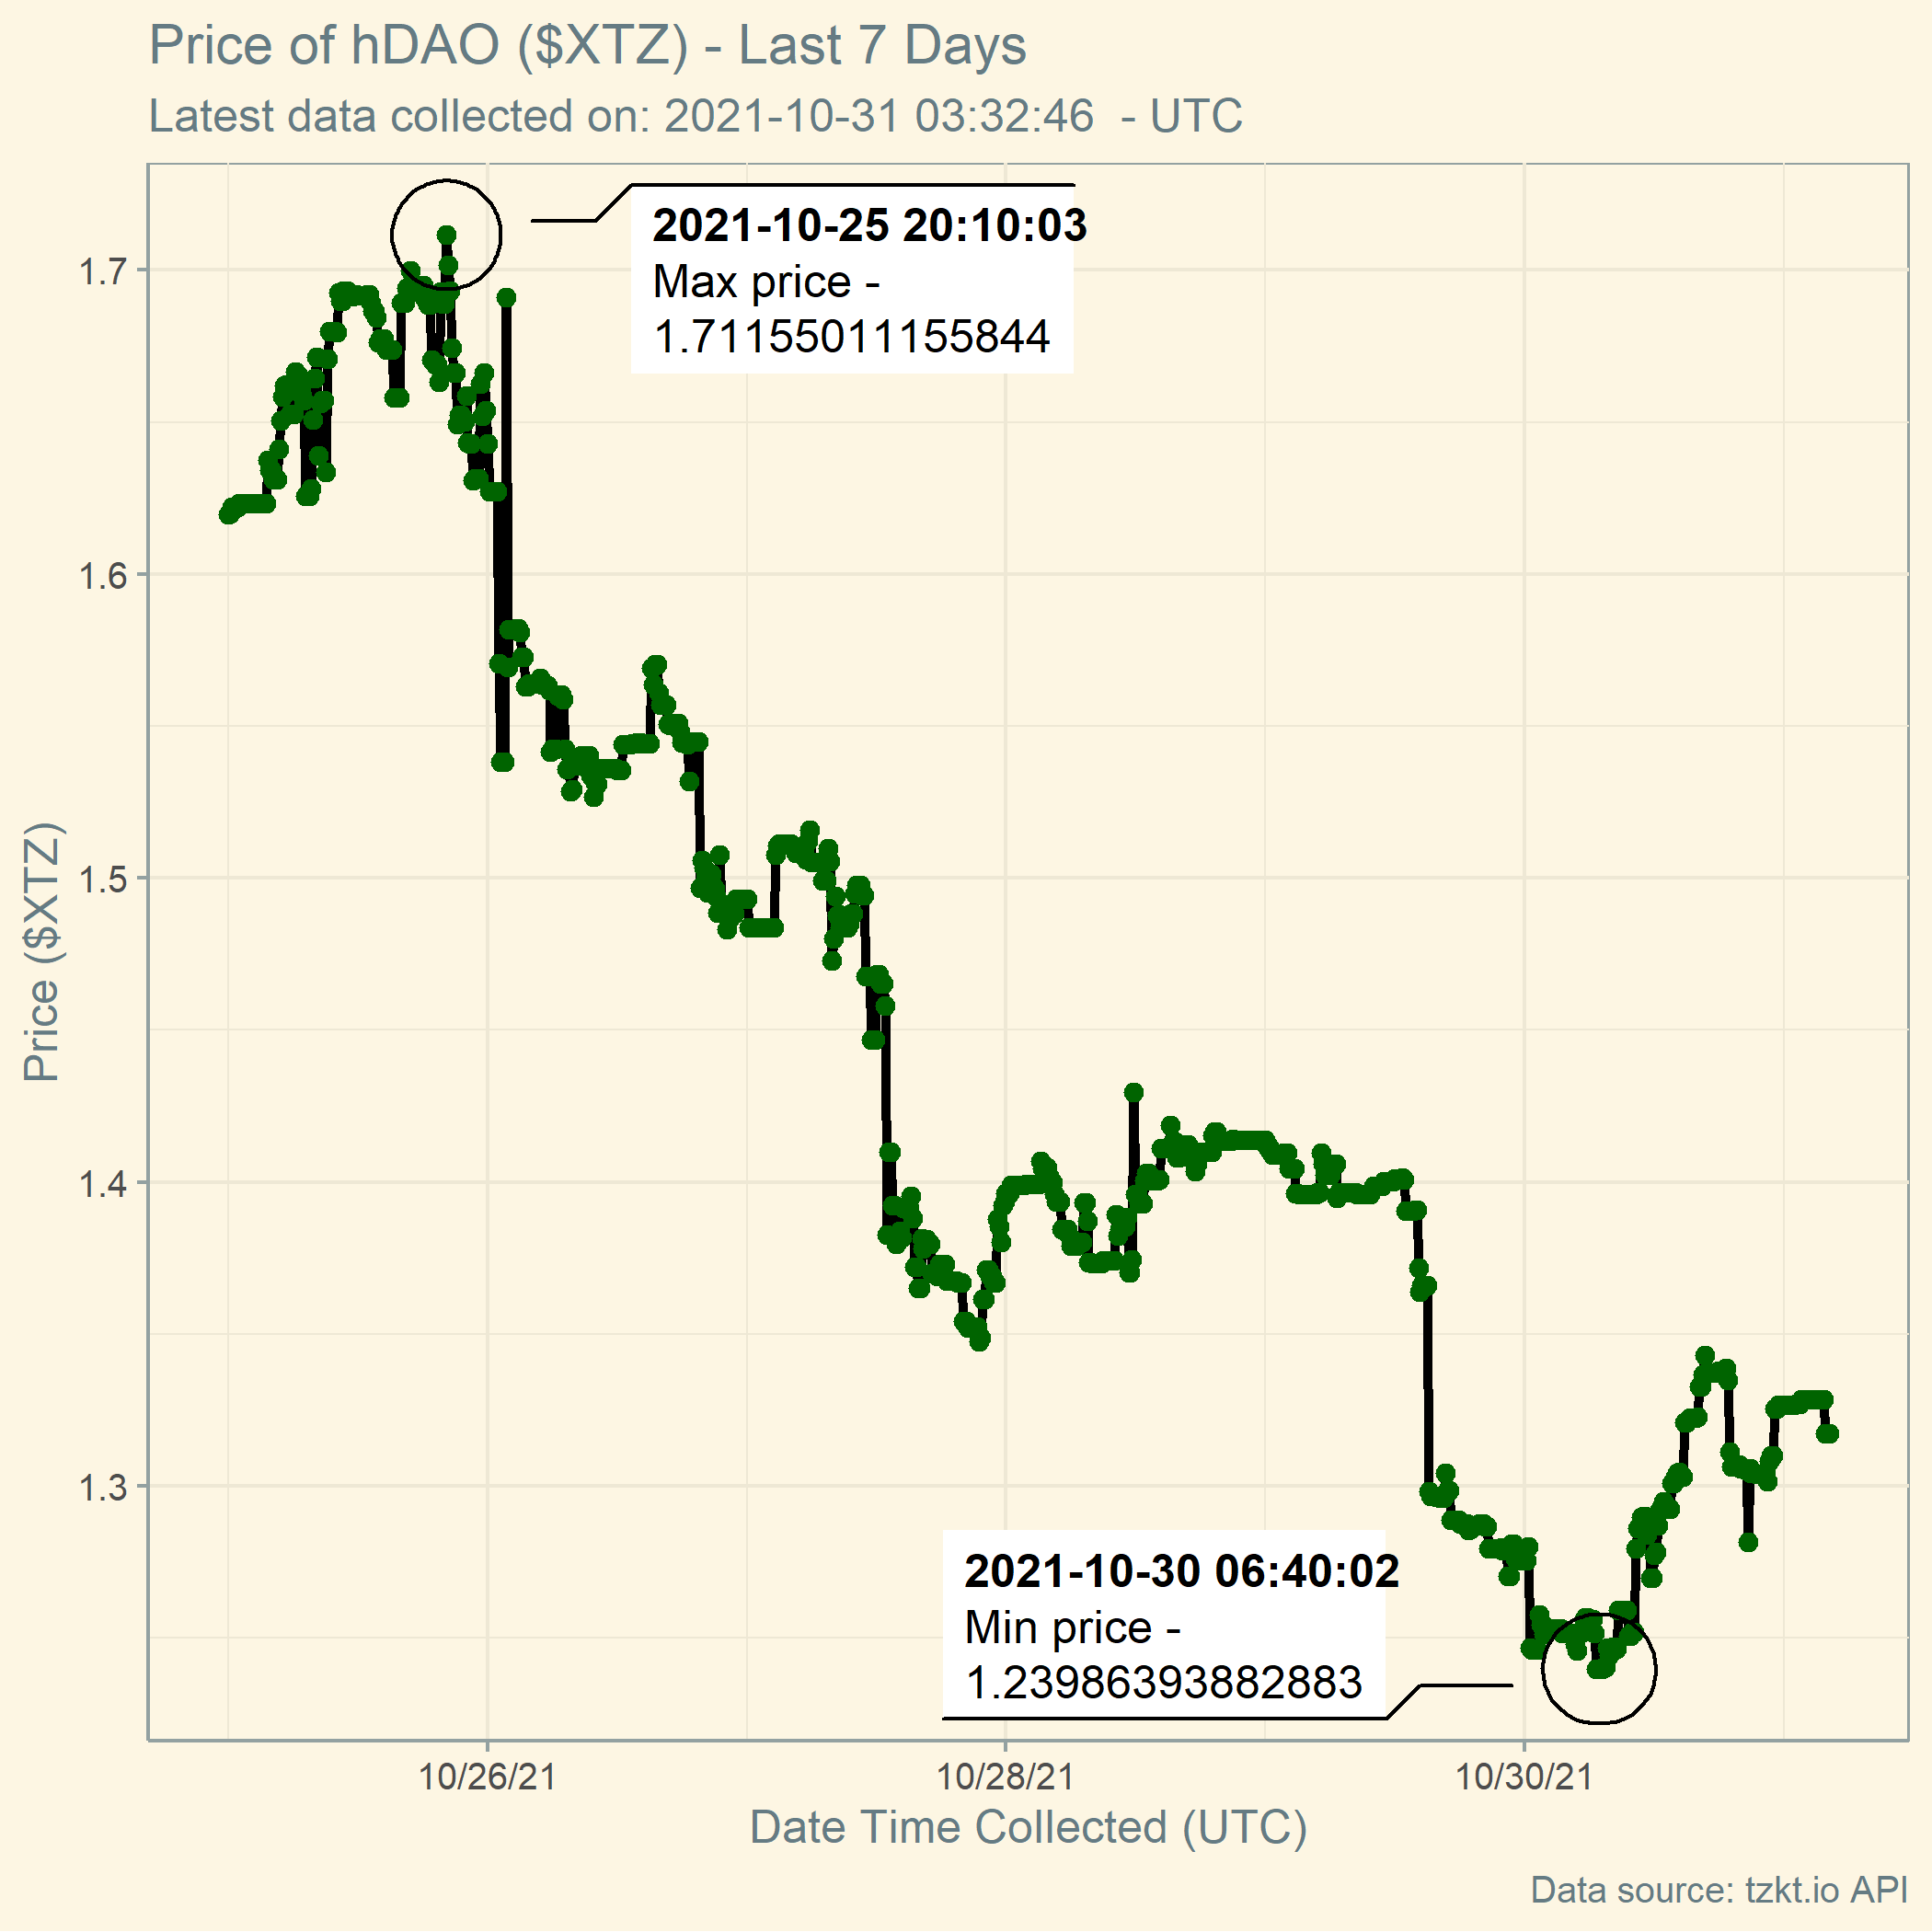 Price of hDAO ($XTZ) - Last 7 Days
Latest data collected on: 2021-10-31 03:32:46  - UTC
2021-10-25 20:10:03
Max price -
1.71155011155844
1.7
1.6
1.5
1.4
1.3
Price ($XTZ)
2021-10-30 06:40:02
Min price -
1.23986393882883
10/26/21
10/28/21
10/30/21
Date Time Collected (UTC)
Data source: tzkt.io API